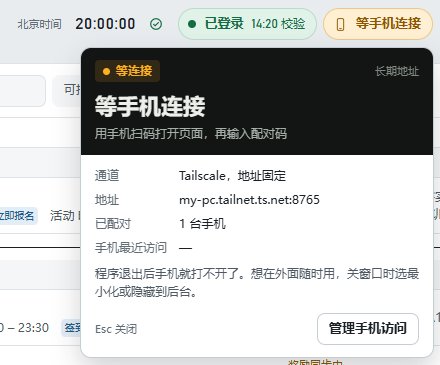 北京时间 20:00:00 已登录 14:20 校验 等手机连接
等连接 长期地址
等手机连接
用手机扫码打开页面，再输入配对码
通道 Tailscale，地址固定
地址 my-pc.tailnet.ts.net:8765
已配对 1 台手机
手机最近访问 —
程序退出后手机就打不开了。想在外面随时用，关窗口时选最
小化或隐藏到后台。
Esc 关闭 管理手机访问
即报名 活动
– 23:30